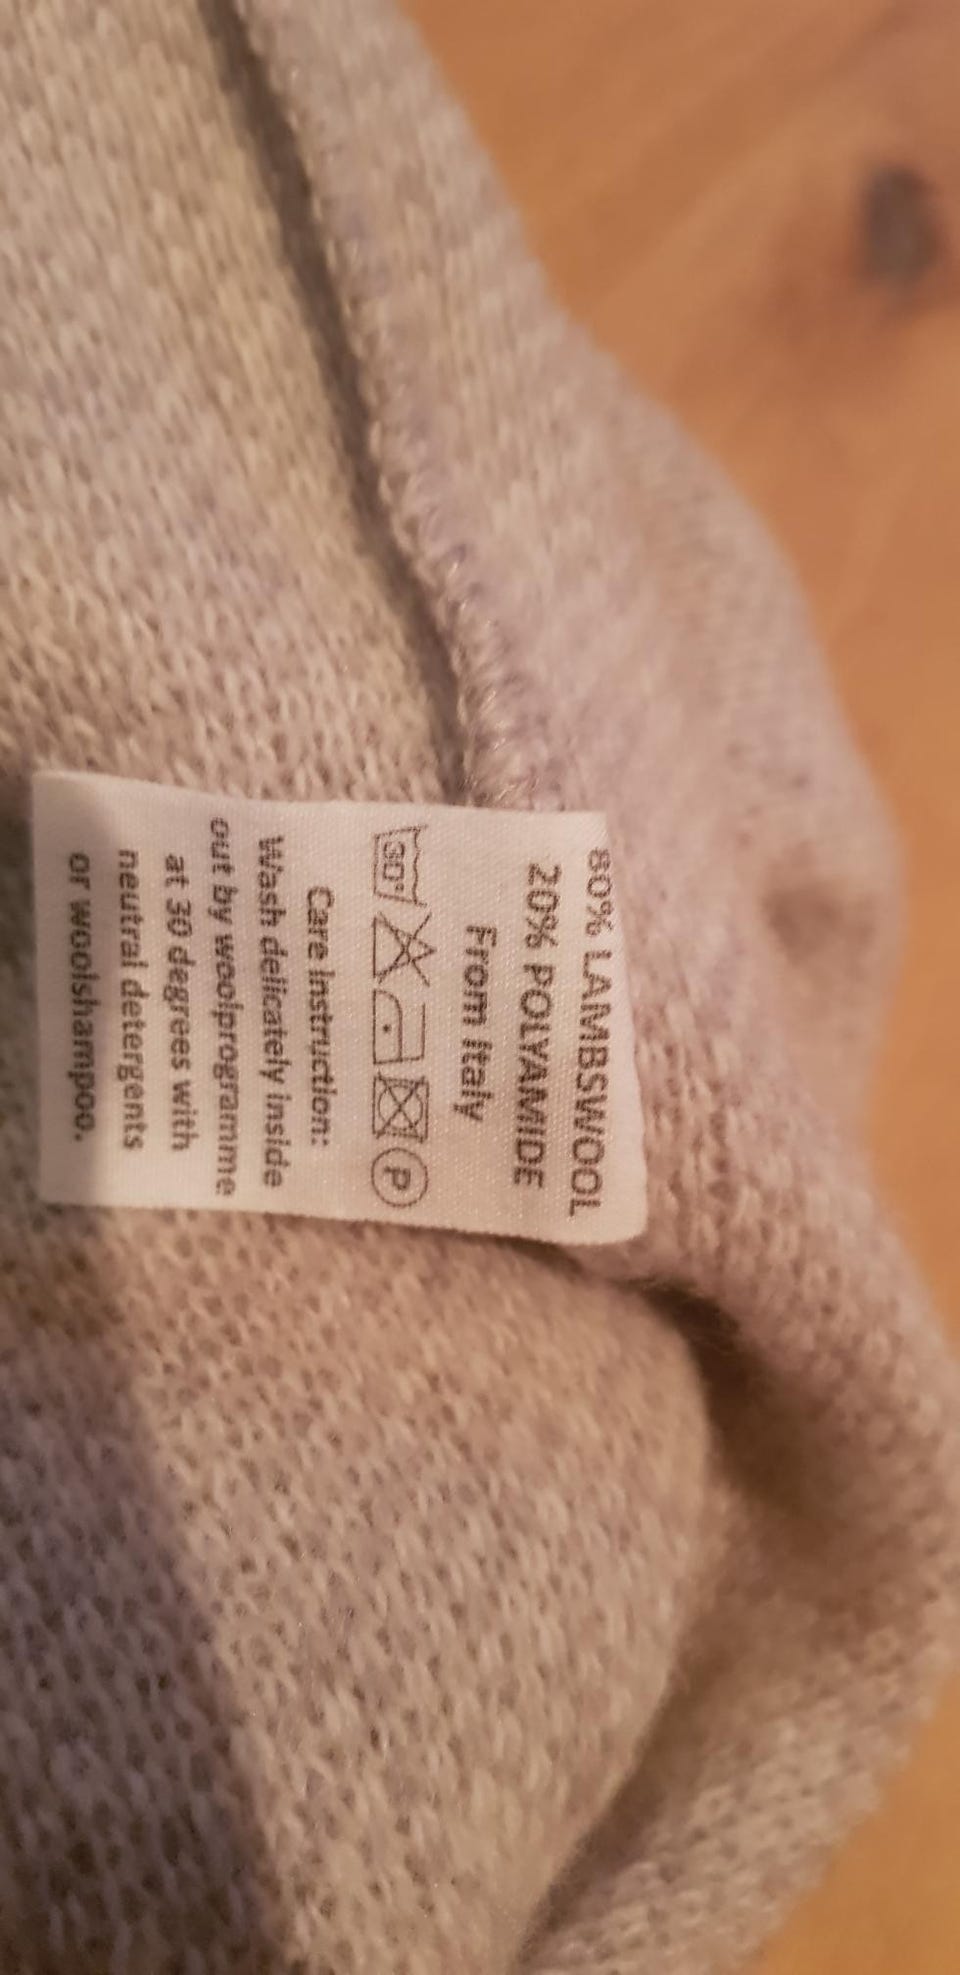 80% LAMBSWOOL
20% POLYAMIDE
From Italy
30° P
Care instruction:
Wash delicately inside
out by woolprogramme
at 30 degrees with
neutral detergents
or woolshampoo.